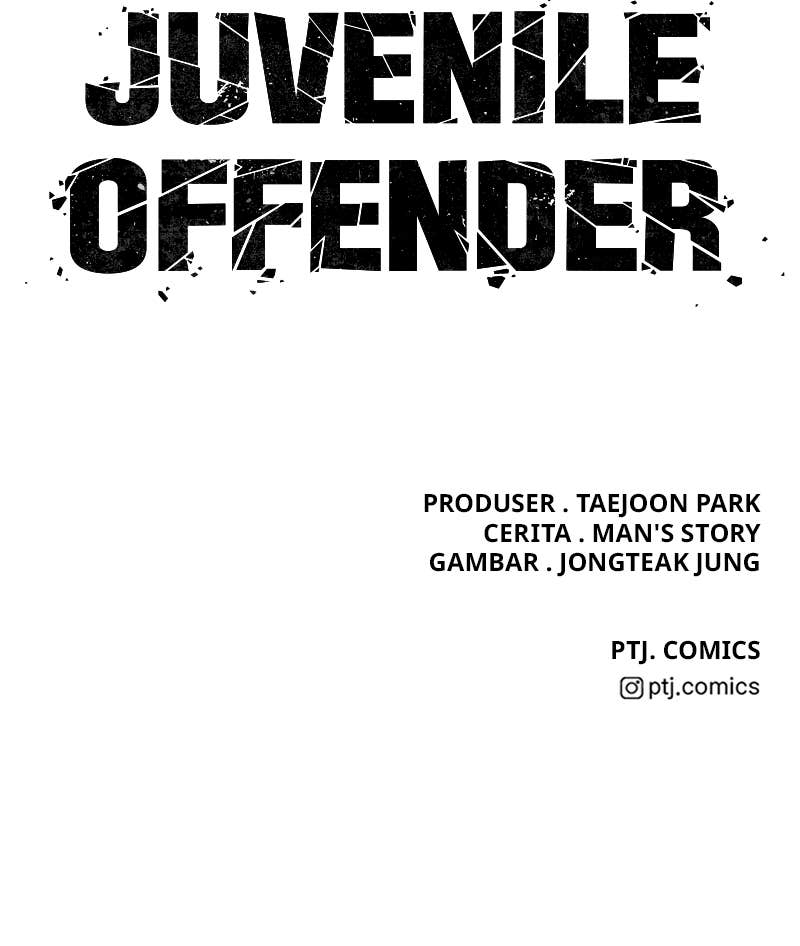 JUVENILE
OFFENDER
PRODUSER . TAEJOON PARK
CERITA . MAN'S STORY
GAMBAR . JONGTEAK JUNG
PTJ. COMICS
ptj.comics